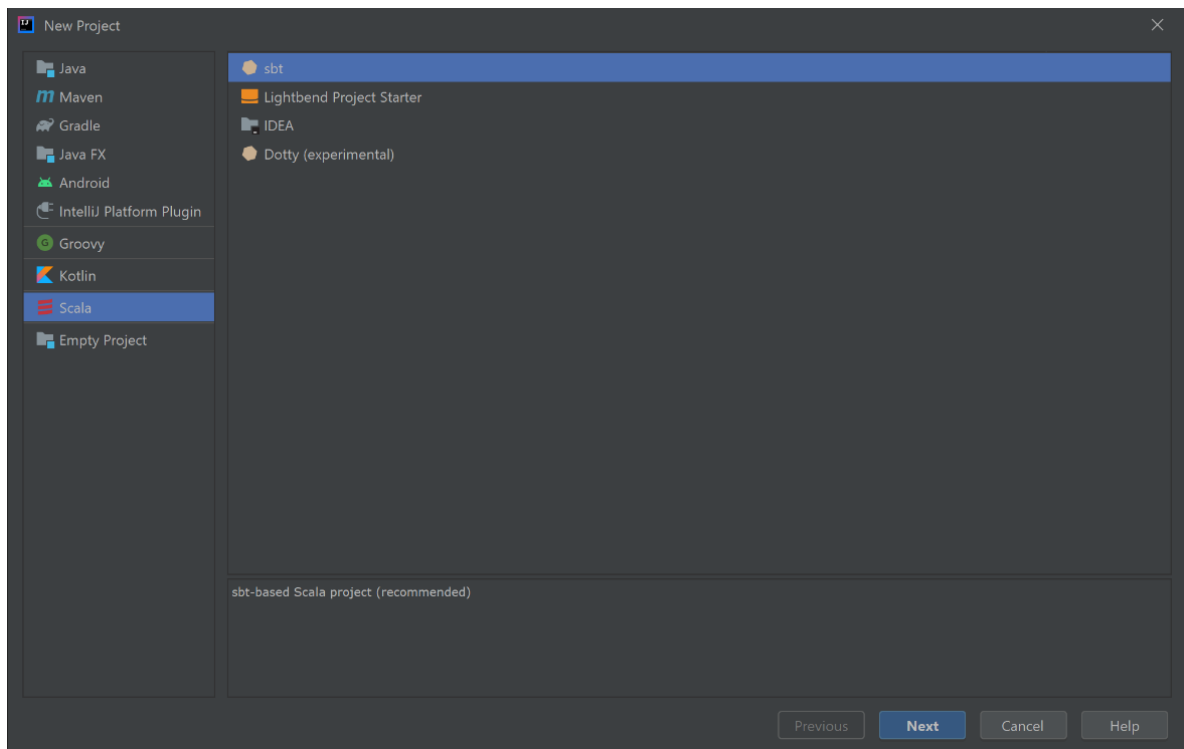 New Project
Java
Maven
Gradle
Java FX
Android
IntelliJ Platform Plugin
Groovy
Kotlin
Scala
Empty Project
sbt
Lightbend Project Starter
IDEA
Dotty (experimental)
sbt-based Scala project (recommended)
Previous
Next
Cancel
Help